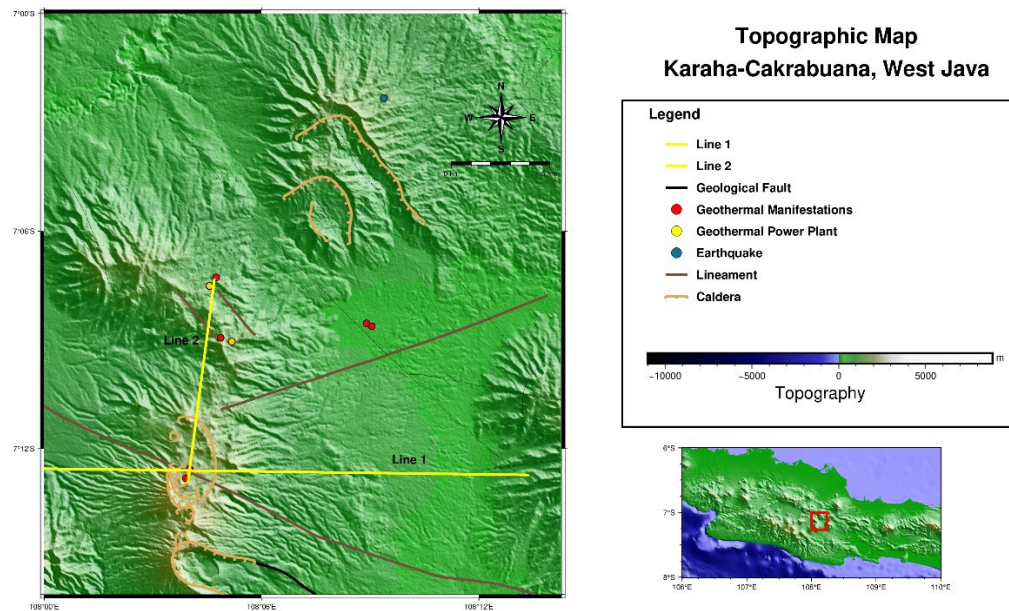 Topographic Map
Karaha-Cakrabuana, West Java
7°00'S
7°06'S
7°12'S
108°00'E
108°06'E
108°12'E
N
W
E
S
Line 2
Line 1
Legend
Line 1
Line 2
Geological Fault
Geothermal Manifestations
Geothermal Power Plant
Earthquake
Lineament
Caldera
−10000
−5000
0
5000
m
Topography
6°S
7°S
8°S
106°E
107°E
108°E
109°E
110°E